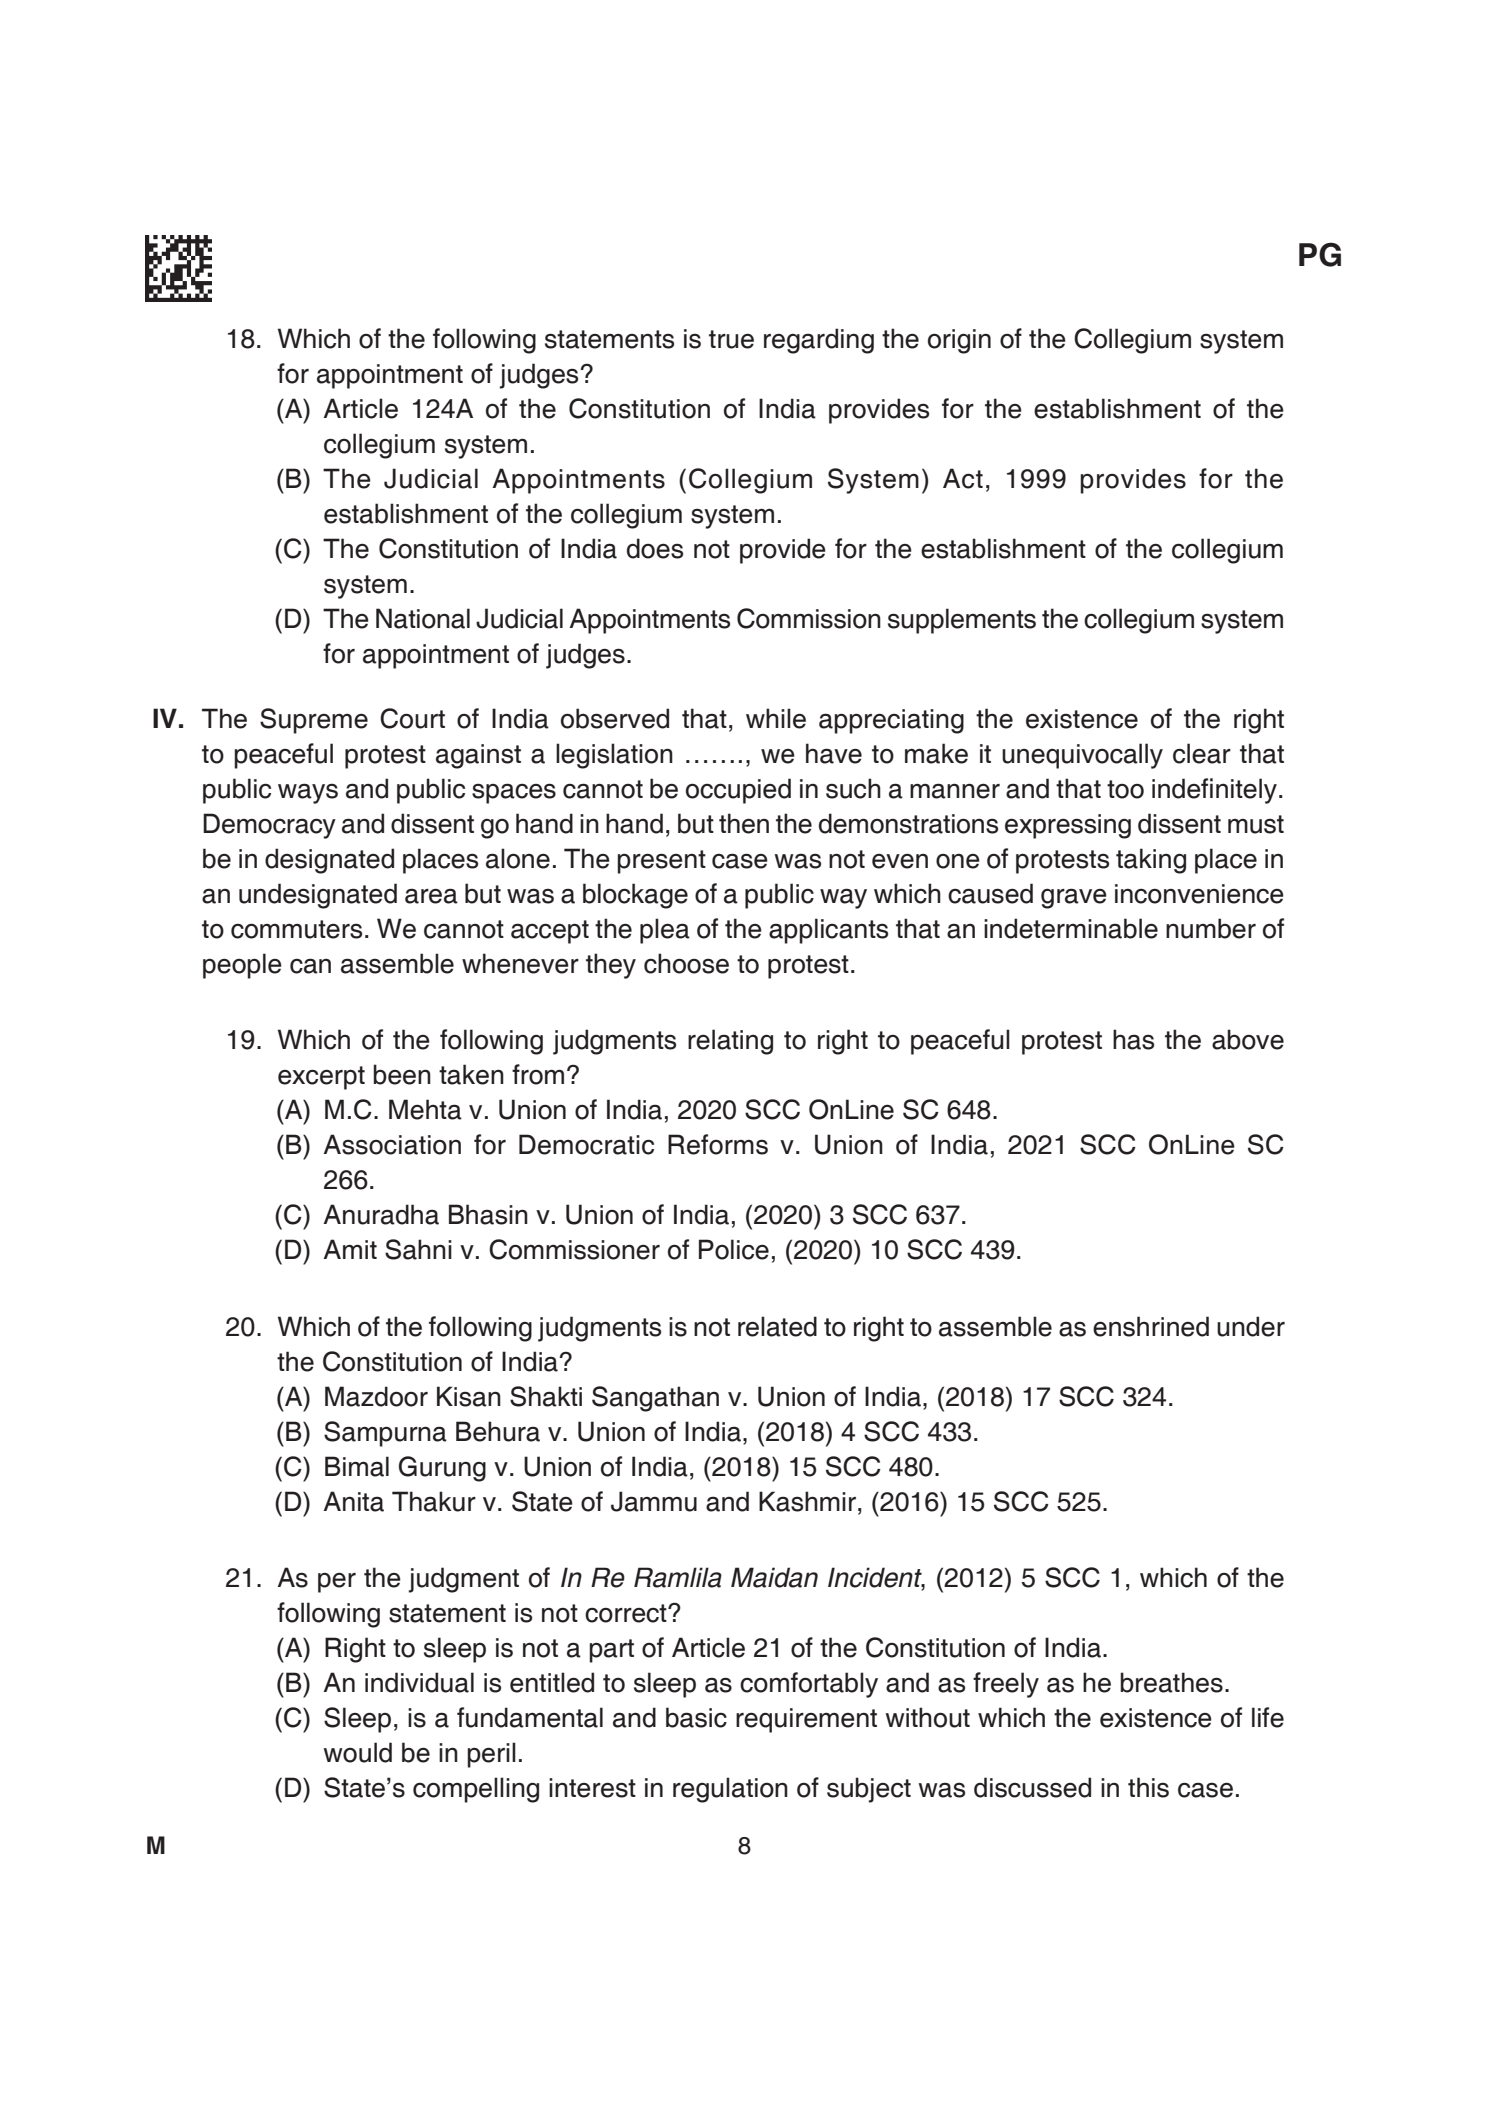 PG
18. Which of the following statements is true regarding the origin of the Collegium system
for appointment of judges?
(A) Article 124A of the Constitution of India provides for the establishment of the
collegium system.
(B) The Judicial Appointments (Collegium System) Act, 1999 provides for the
establishment of the collegium system.
(C) The Constitution of India does not provide for the establishment of the collegium
system.
(D) The National Judicial Appointments Commission supplements the collegium system
for appointment of judges.
IV. The Supreme Court of India observed that, while appreciating the existence of the right
to peaceful protest against a legislation ......., we have to make it unequivocally clear that
public ways and public spaces cannot be occupied in such a manner and that too indefinitely.
Democracy and dissent go hand in hand, but then the demonstrations expressing dissent must
be in designated places alone. The present case was not even one of protests taking place in
an undesignated area but was a blockage of a public way which caused grave inconvenience
to commuters. We cannot accept the plea of the applicants that an indeterminable number of
people can assemble whenever they choose to protest.
19. Which of the following judgments relating to right to peaceful protest has the above
excerpt been taken from?
(A) M.C. Mehta v. Union of India, 2020 SCC OnLine SC 648.
(B) Association for Democratic Reforms v. Union of India, 2021 SCC OnLine SC
266.
(C) Anuradha Bhasin v. Union of India, (2020) 3 SCC 637.
(D) Amit Sahni v. Commissioner of Police, (2020) 10 SCC 439.
20. Which of the following judgments is not related to right to assemble as enshrined under
the Constitution of India?
(A) Mazdoor Kisan Shakti Sangathan v. Union of India, (2018) 17 SCC 324.
(B) Sampurna Behura v. Union of India, (2018) 4 SCC 433.
(C) Bimal Gurung v. Union of India, (2018) 15 SCC 480.
(D) Anita Thakur v. State of Jammu and Kashmir, (2016) 15 SCC 525.
21. As per the judgment of In Re Ramlila Maidan Incident, (2012) 5 SCC 1, which of the
following statement is not correct?
(A) Right to sleep is not a part of Article 21 of the Constitution of India.
(B) An individual is entitled to sleep as comfortably and as freely as he breathes.
(C) Sleep, is a fundamental and basic requirement without which the existence of life
would be in peril.
(D) State's compelling interest in regulation of subject was discussed in this case.
M 8